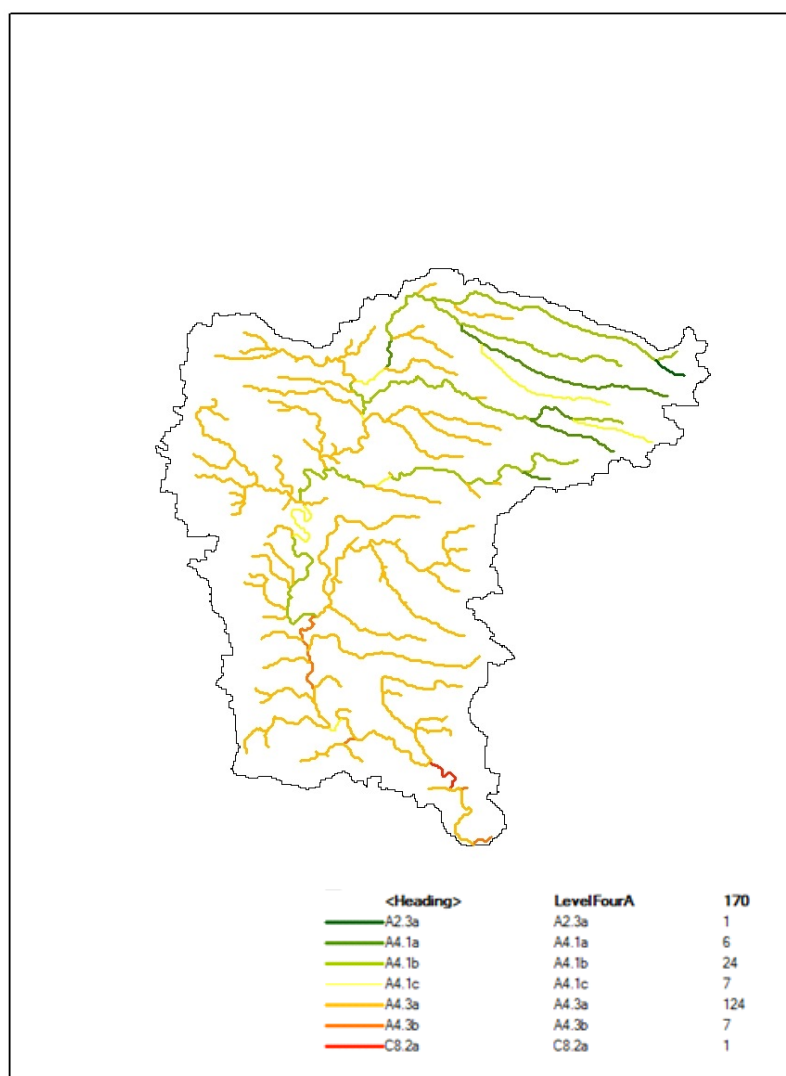 <Heading> LevelFourA 170
A2.3a A2.3a 1
A4.1a A4.1a 6
A4.1b A4.1b 24
A4.1c A4.1c 7
A4.3a A4.3a 124
A4.3b A4.3b 7
C8.2a C8.2a 1